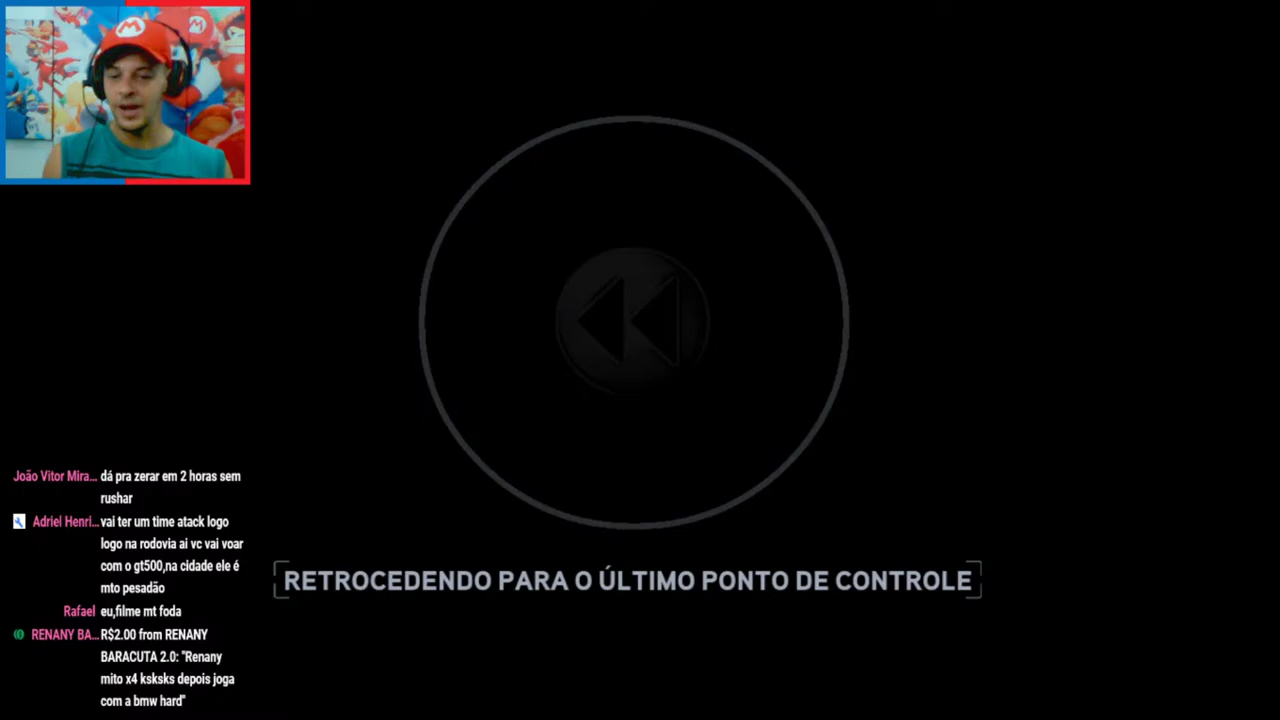 João Vitor Mira... dá pra zerar em 2 horas sem
rushar
Adriel Henri... vai ter um time atack logo
logo na rodovia ai vc vai voar
com o gt500,na cidade ele é
mto pesadão
Rafael eu,filme mt foda
RENANY BA... R$2.00 from RENANY
BARACUTA 2.0: "Renany
mito x4 ksksks depois joga
com a bmw hard"
RETROCEDENDO PARA O ÚLTIMO PONTO DE CONTROLE